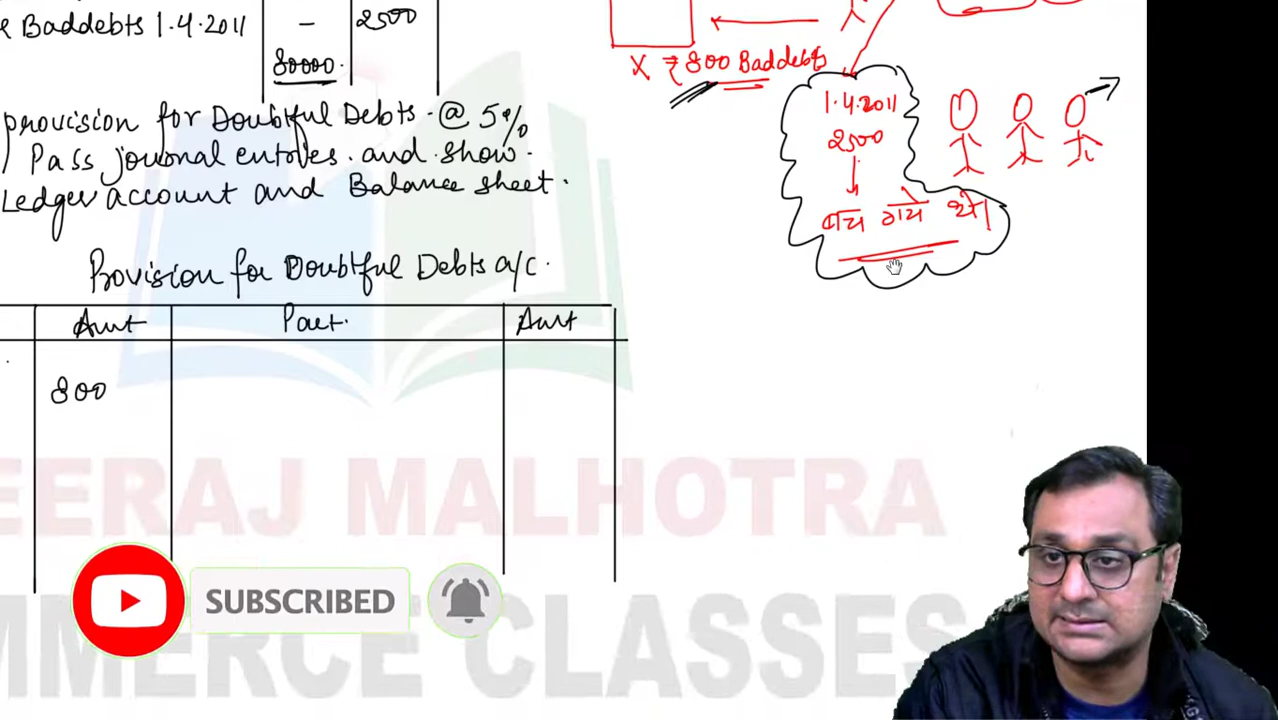 & Baddebts 1.4.2011 - 2500
80000.
provision for Doubtful Debts. @ 5%
Pass journal entries. and show.
Ledger account and Balance sheet.
X ₹800 Baddebts
1.4.2011
2500
Provision for Doubtful Debts a/c.
Amt Part. Amt
800
EERAJ MALHOTRA
SUBSCRIBED
MMERCE CLASSES